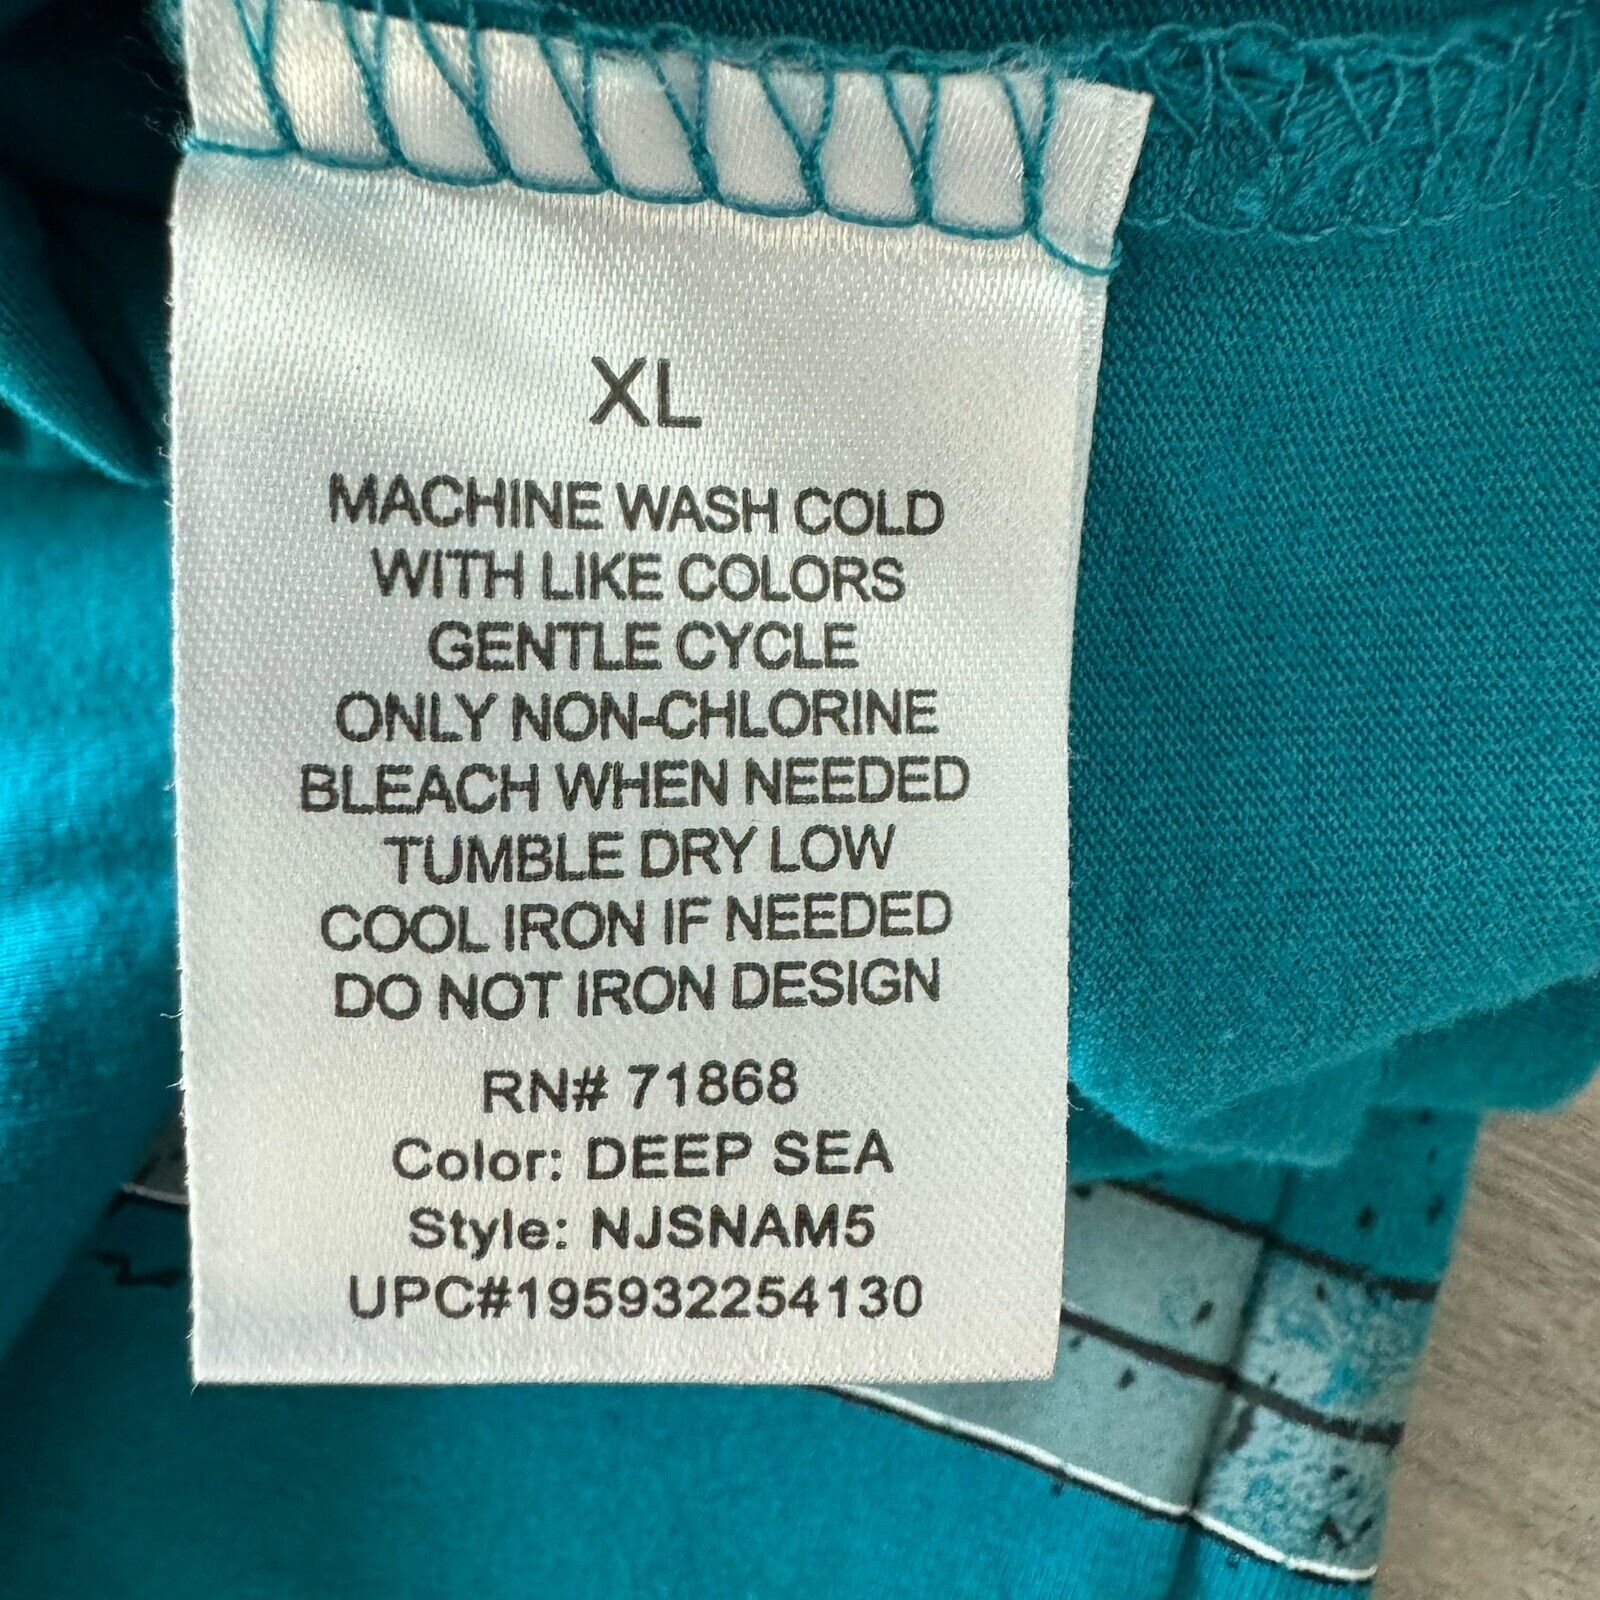 XL
MACHINE WASH COLD
WITH LIKE COLORS
GENTLE CYCLE
ONLY NON-CHLORINE
BLEACH WHEN NEEDED
TUMBLE DRY LOW
COOL IRON IF NEEDED
DO NOT IRON DESIGN
RN# 71868
Color: DEEP SEA
Style: NJSNAM5
UPC#195932254130